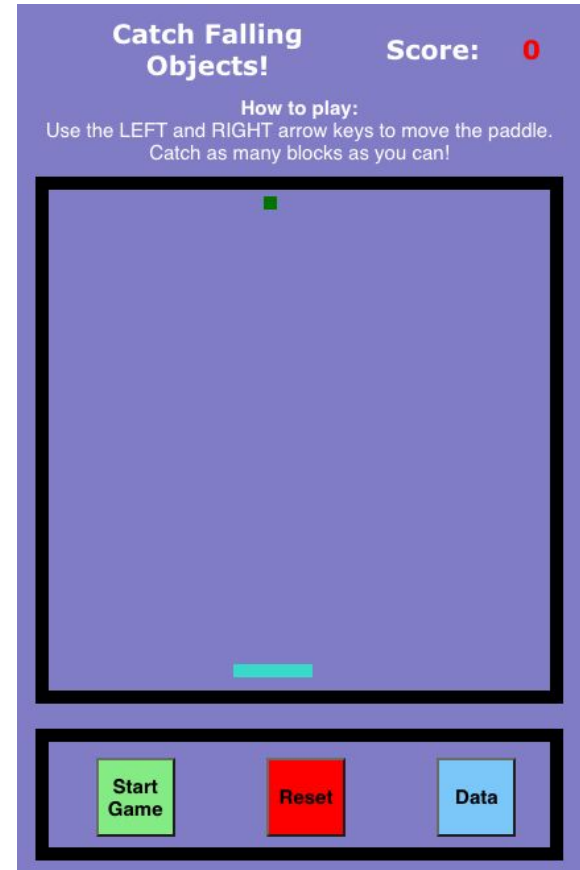 Catch Falling
Objects!
Score: 0
How to play:
Use the LEFT and RIGHT arrow keys to move the paddle.
Catch as many blocks as you can!
Start
Game
Reset
Data